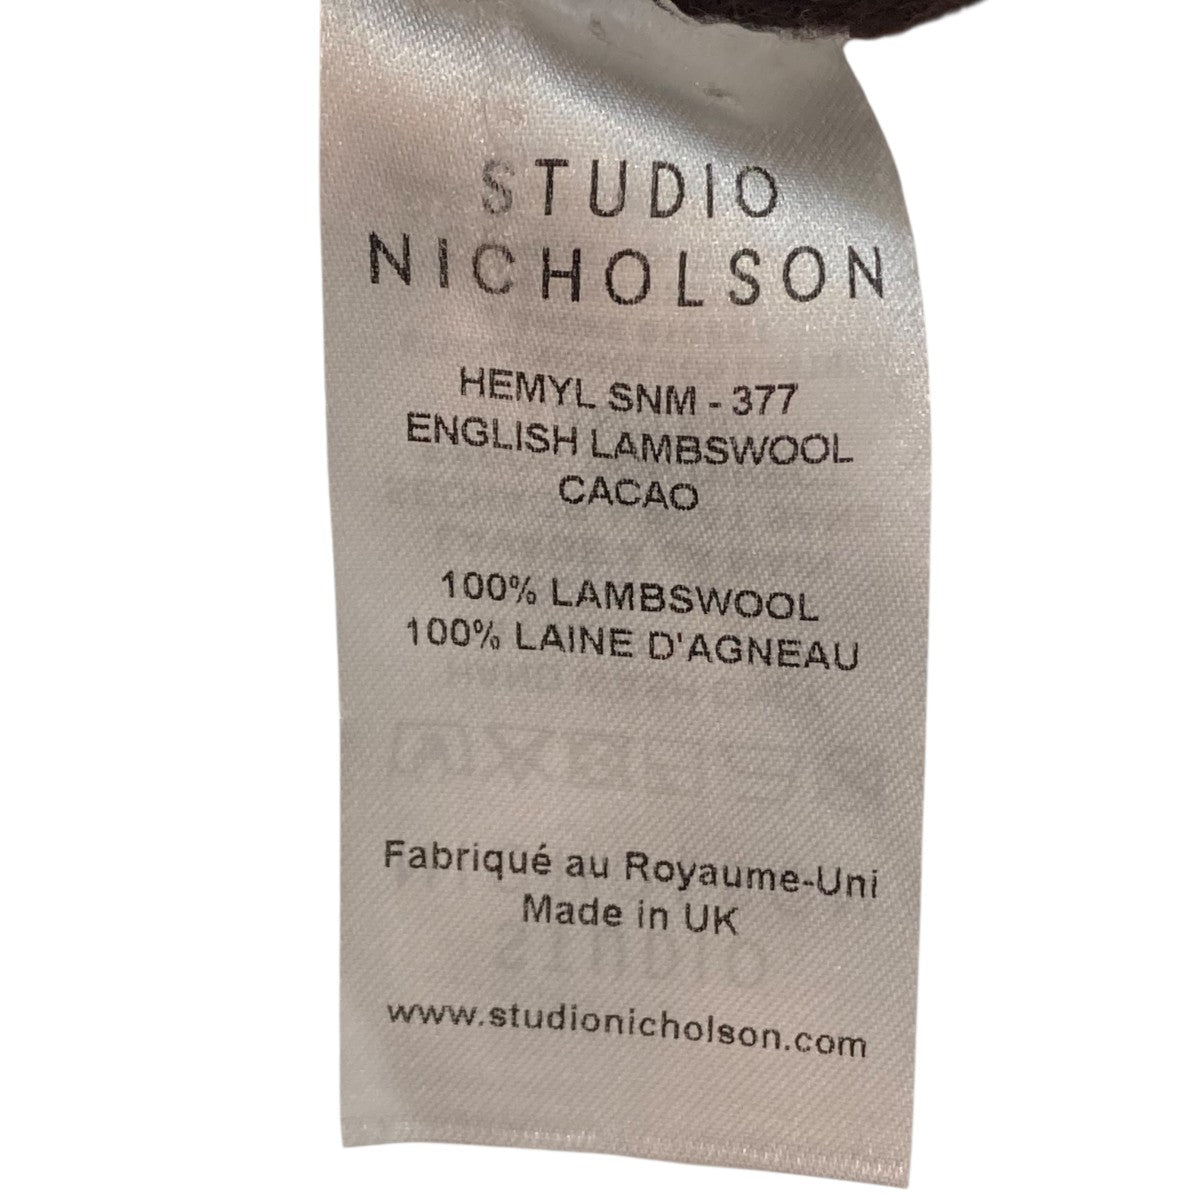 STUDIO
NICHOLSON
HEMYL SNM - 377
ENGLISH LAMBSWOOL
CACAO
100% LAMBSWOOL
100% LAINE D'AGNEAU
Fabriqué au Royaume-Uni
Made in UK
www.studionicholson.com